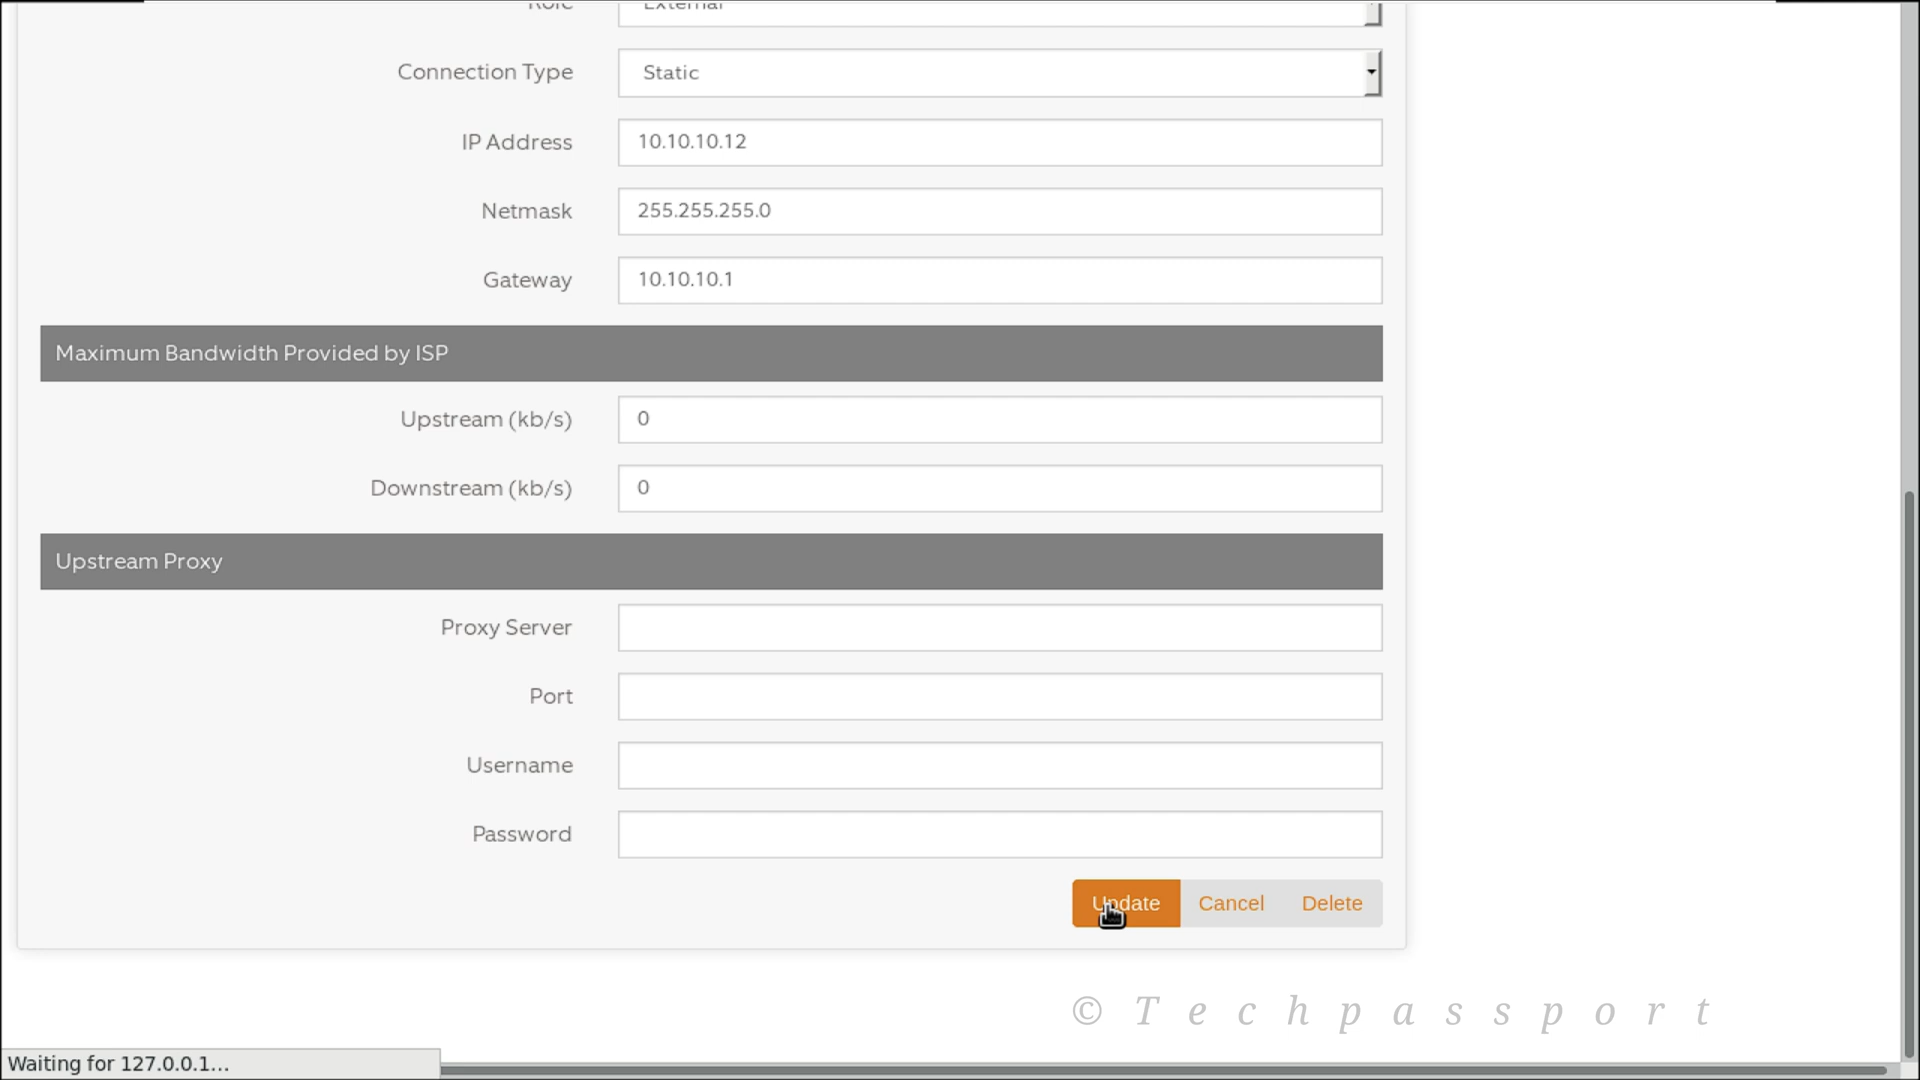 Role External
Connection Type Static
IP Address 10.10.10.12
Netmask 255.255.255.0
Gateway 10.10.10.1
Maximum Bandwidth Provided by ISP
Upstream (kb/s) 0
Downstream (kb/s) 0
Upstream Proxy
Proxy Server
Port
Username
Password
Update Cancel Delete
© Techpassport
Waiting for 127.0.0.1...